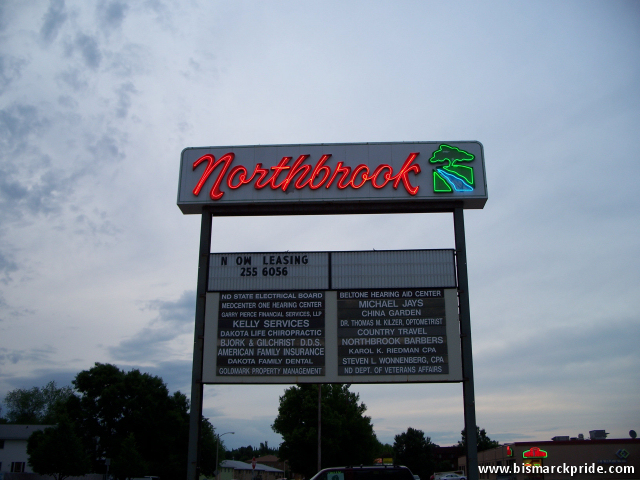 Northbrook
NOW LEASING
255 6056
ND STATE ELECTRICAL BOARD
MEDCENTER ONE HEARING CENTER
GARRY PIERCE FINANCIAL SERVICES, LLP
KELLY SERVICES
DAKOTA LIFE CHIROPRACTIC
BJORK & GILCHRIST D.D.S.
AMERICAN FAMILY INSURANCE
DAKOTA FAMILY DENTAL
GOLDMARK PROPERTY MANAGEMENT
BELTONE HEARING AID CENTER
MICHAEL JAYS
CHINA GARDEN
DR. THOMAS M. KILZER, OPTOMETRIST
COUNTRY TRAVEL
NORTHBROOK BARBERS
KAROL K. RIEDMAN CPA
STEVEN L. WONNENBERG, CPA
ND DEPT. OF VETERANS AFFAIRS
www.bismarckpride.com